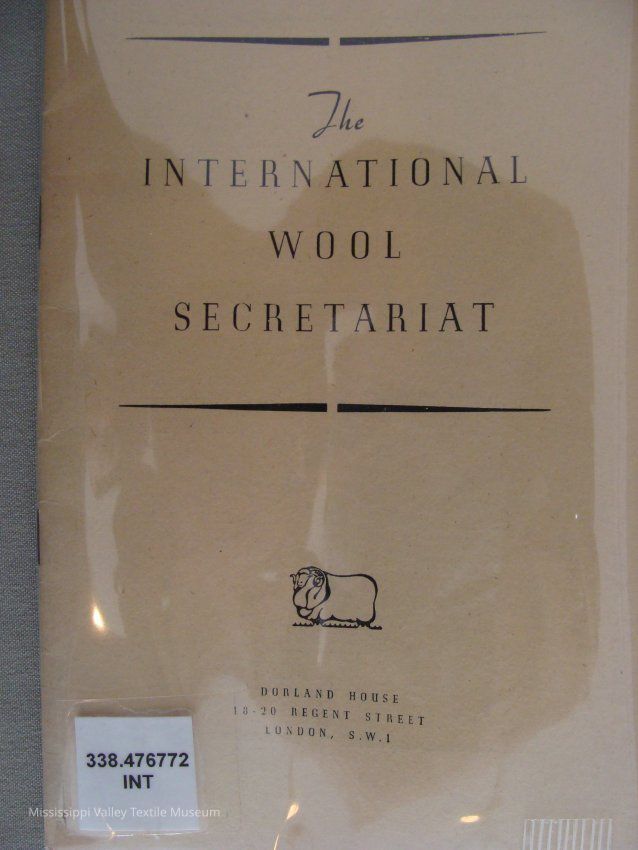 The
INTERNATIONAL
WOOL
SECRETARIAT
DORLAND HOUSE
18-20 REGENT STREET
LONDON, S.W.1
338.476772
INT
Mississippi Valley Textile Museum